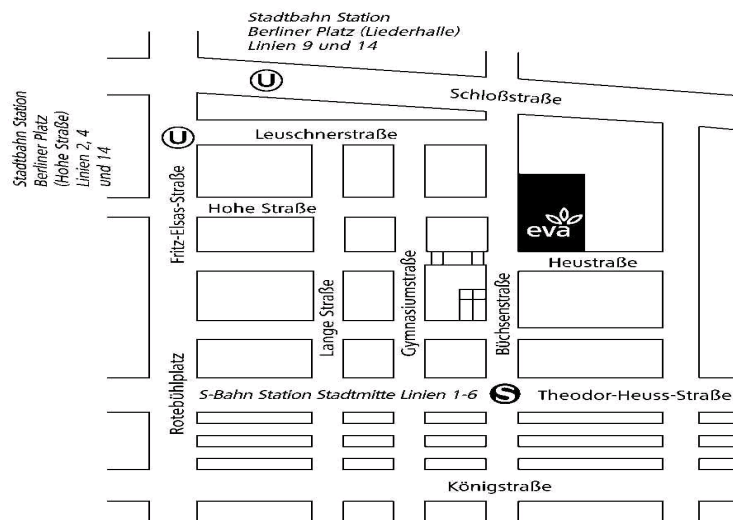 Stadtbahn Station
Berliner Platz (Liederhalle)
Linien 9 und 14
U
Schloßstraße
Stadtbahn Station
Berliner Platz
(Hohe Straße)
Linien 2, 4
und 14
U
Leuschnerstraße
Fritz-Elsas-Straße
Hohe Straße
eva
Heustraße
Lange Straße
Gymnasiumstraße
Büchsenstraße
Rotebühlplatz
S-Bahn Station Stadtmitte Linien 1-6
S
Theodor-Heuss-Straße
Königstraße